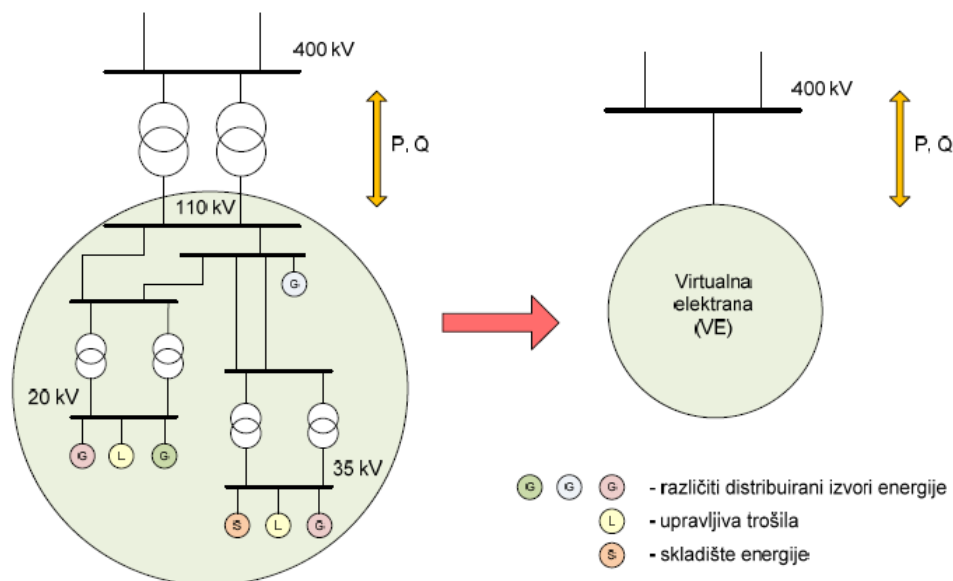 400 kV
P, Q
110 kV
G
20 kV
G L G
35 kV
S L G
400 kV
P, Q
Virtualna
elektrana
(VE)
G G G - različiti distribuirani izvori energije
L - upravljiva trošila
S - skladište energije